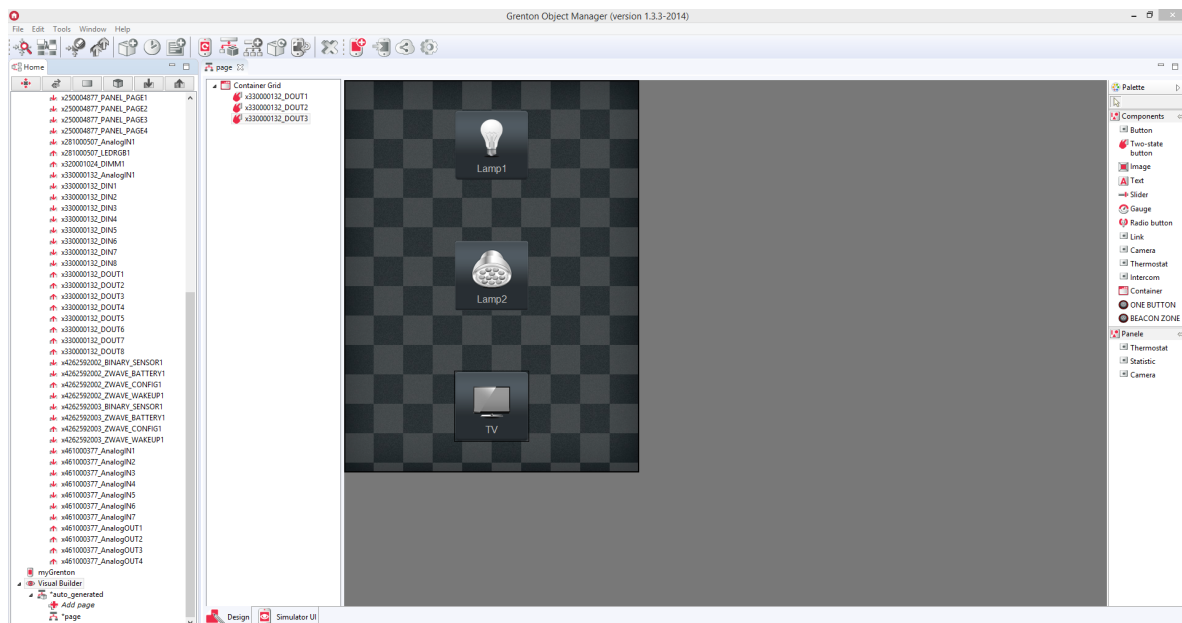 Grenton Object Manager (version 1.3.3-2014)
File Edit Tools Window Help
Home
page
x250004877_PANEL_PAGE1
x250004877_PANEL_PAGE2
x250004877_PANEL_PAGE3
x250004877_PANEL_PAGE4
x281000507_AnalogIN1
x281000507_LEDRGB1
x320001024_DIMM1
x330000132_AnalogIN1
x330000132_DIN1
x330000132_DIN2
x330000132_DIN3
x330000132_DIN4
x330000132_DIN5
x330000132_DIN6
x330000132_DIN7
x330000132_DIN8
x330000132_DOUT1
x330000132_DOUT2
x330000132_DOUT3
x330000132_DOUT4
x330000132_DOUT5
x330000132_DOUT6
x330000132_DOUT7
x330000132_DOUT8
x4262592002_BINARY_SENSOR1
x4262592002_ZWAVE_BATTERY1
x4262592002_ZWAVE_CONFIG1
x4262592002_ZWAVE_WAKEUP1
x4262592003_BINARY_SENSOR1
x4262592003_ZWAVE_BATTERY1
x4262592003_ZWAVE_CONFIG1
x4262592003_ZWAVE_WAKEUP1
x461000377_AnalogIN1
x461000377_AnalogIN2
x461000377_AnalogIN3
x461000377_AnalogIN4
x461000377_AnalogIN5
x461000377_AnalogIN6
x461000377_AnalogIN7
x461000377_AnalogOUT1
x461000377_AnalogOUT2
x461000377_AnalogOUT3
x461000377_AnalogOUT4
myGrenton
Visual Builder
*auto_generated
Add page
*page
Container Grid
x330000132_DOUT1
x330000132_DOUT2
x330000132_DOUT3
Lamp1
Lamp2
TV
Design Simulator UI
Palette
Components
Button
Two-state
button
Image
Text
Slider
Gauge
Radio button
Link
Camera
Thermostat
Intercom
Container
ONE BUTTON
BEACON ZONE
Panele
Thermostat
Statistic
Camera